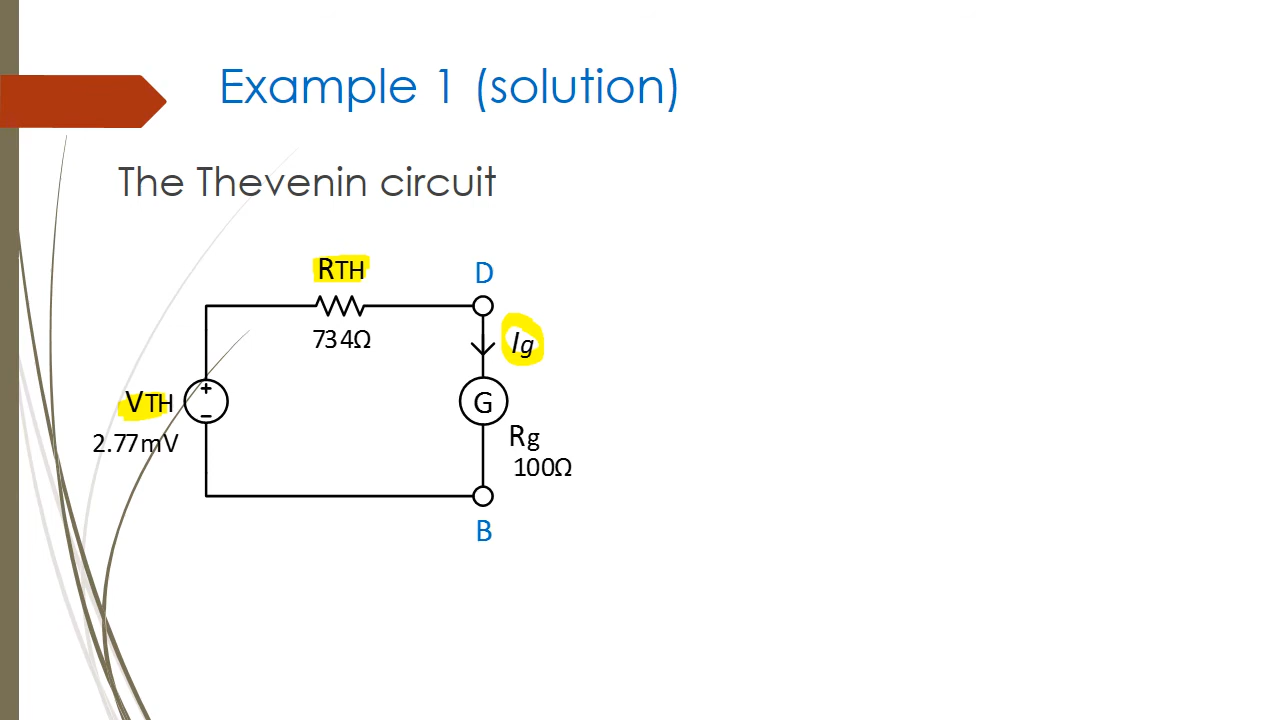 Example 1 (solution)
The Thevenin circuit
RTH
D
734Ω
Ig
+
VTH
G
−
2.77mV
Rg
100Ω
B